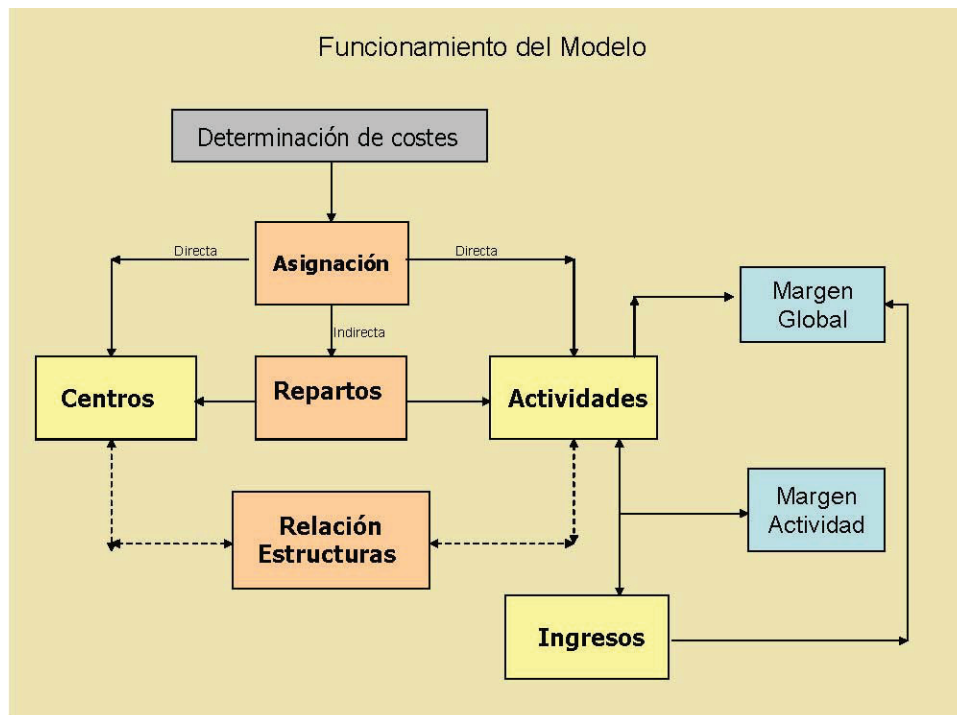 Funcionamiento del Modelo
Determinación de costes
Directa
Asignación
Directa
Indirecta
Margen
Global
Centros
Repartos
Actividades
Margen
Actividad
Relación
Estructuras
Ingresos